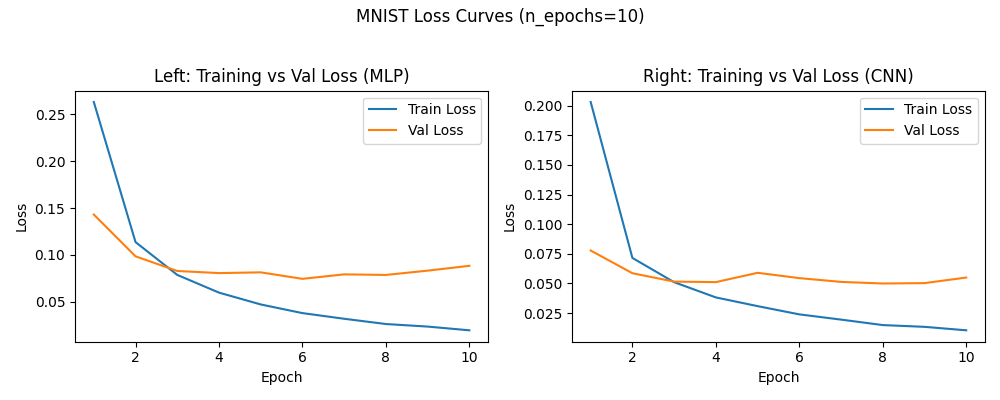 MNIST Loss Curves (n_epochs=10)
Left: Training vs Val Loss (MLP)
Train Loss
Val Loss
0.25
0.20
0.15
0.10
0.05
Loss
2
4
6
8
10
Epoch
Right: Training vs Val Loss (CNN)
Train Loss
Val Loss
0.200
0.175
0.150
0.125
0.100
0.075
0.050
0.025
Loss
2
4
6
8
10
Epoch